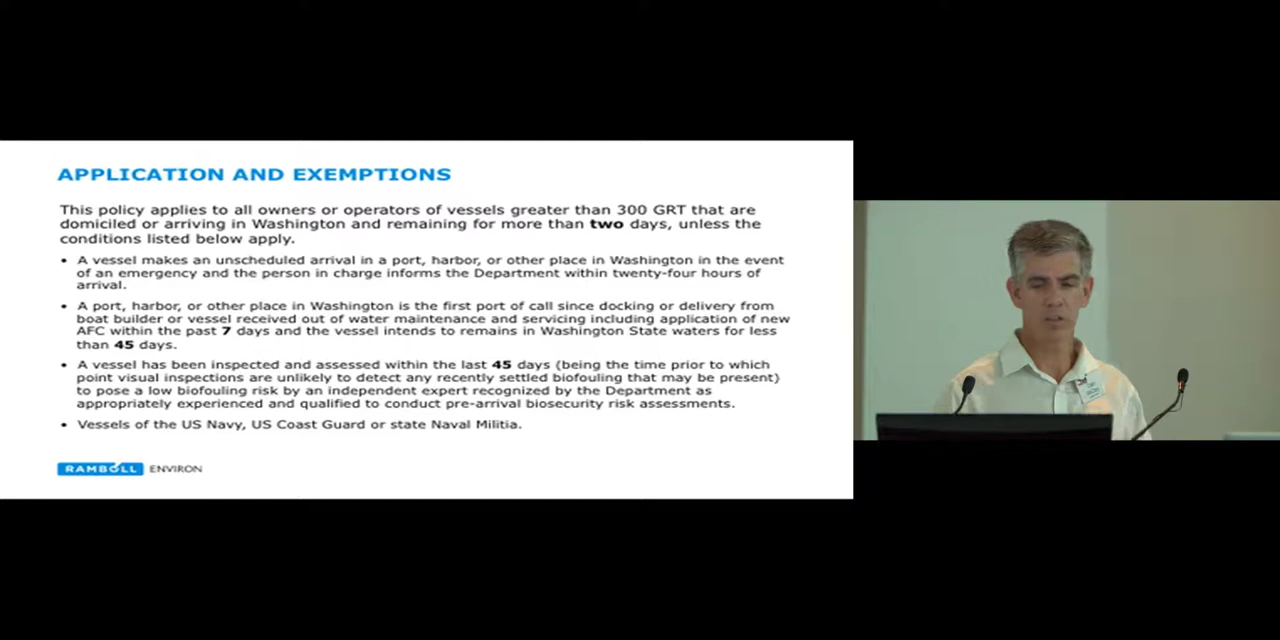 APPLICATION AND EXEMPTIONS
This policy applies to all owners or operators of vessels greater than 300 GRT that are
domiciled or arriving in Washington and remaining for more than two days, unless the
conditions listed below apply.
• A vessel makes an unscheduled arrival in a port, harbor, or other place in Washington in the event
of an emergency and the person in charge informs the Department within twenty-four hours of
arrival.
• A port, harbor, or other place in Washington is the first port of call since docking or delivery from
boat builder or vessel received out of water maintenance and servicing including application of new
AFC within the past 7 days and the vessel intends to remains in Washington State waters for less
than 45 days.
• A vessel has been inspected and assessed within the last 45 days (being the time prior to which
point visual inspections are unlikely to detect any recently settled biofouling that may be present)
to pose a low biofouling risk by an independent expert recognized by the Department as
appropriately experienced and qualified to conduct pre-arrival biosecurity risk assessments.
• Vessels of the US Navy, US Coast Guard or state Naval Militia.
RAMBOLL ENVIRON